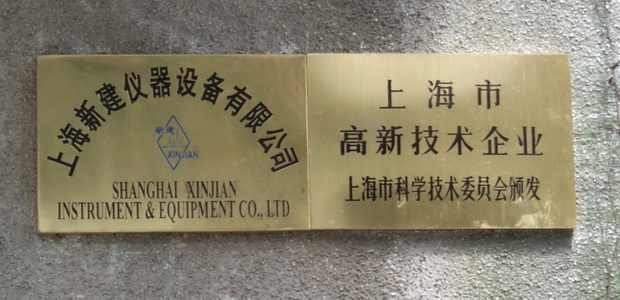 上海新建仪器设备有限公司
新建
XINJIAN
SHANGHAI XINJIAN
INSTRUMENT & EQUIPMENT CO., LTD
上海市
高新技术企业
上海市科学技术委员会颁发